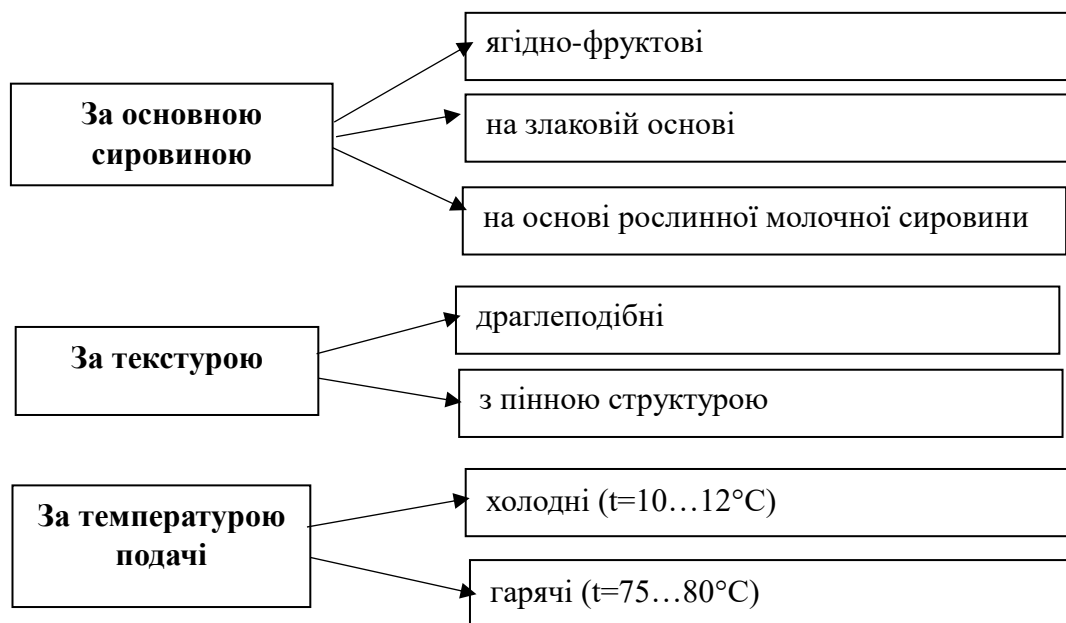 За основною
сировиною
ягідно-фруктові
на злаковій основі
на основі рослинної молочної сировини
За текстурою
драглеподібні
з пінною структурою
За температурою
подачі
холодні (t=10…12°С)
гарячі (t=75…80°С)